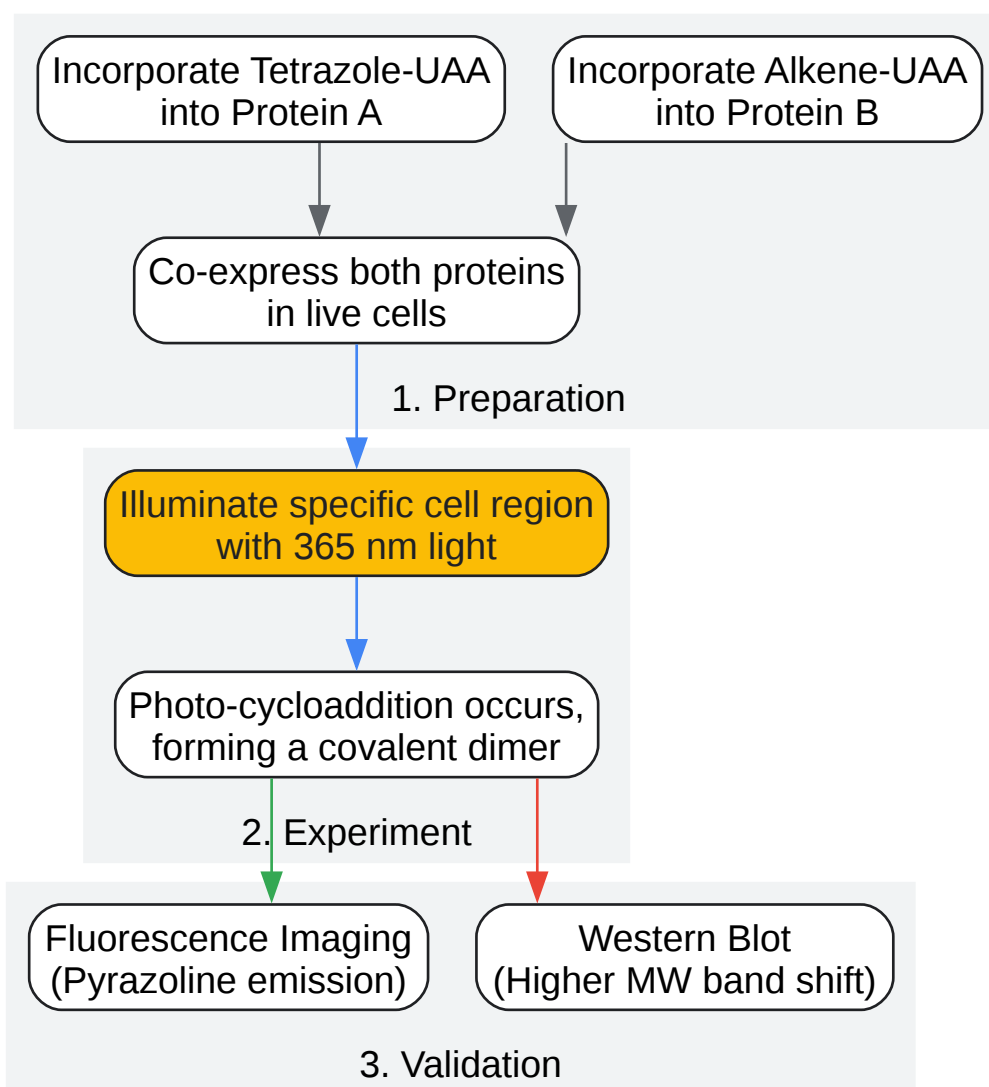 Incorporate Tetrazole-UAA
into Protein A
Incorporate Alkene-UAA
into Protein B
Co-express both proteins
in live cells
1. Preparation
Illuminate specific cell region
with 365 nm light
Photo-cycloaddition occurs,
forming a covalent dimer
2. Experiment
Fluorescence Imaging
(Pyrazoline emission)
Western Blot
(Higher MW band shift)
3. Validation